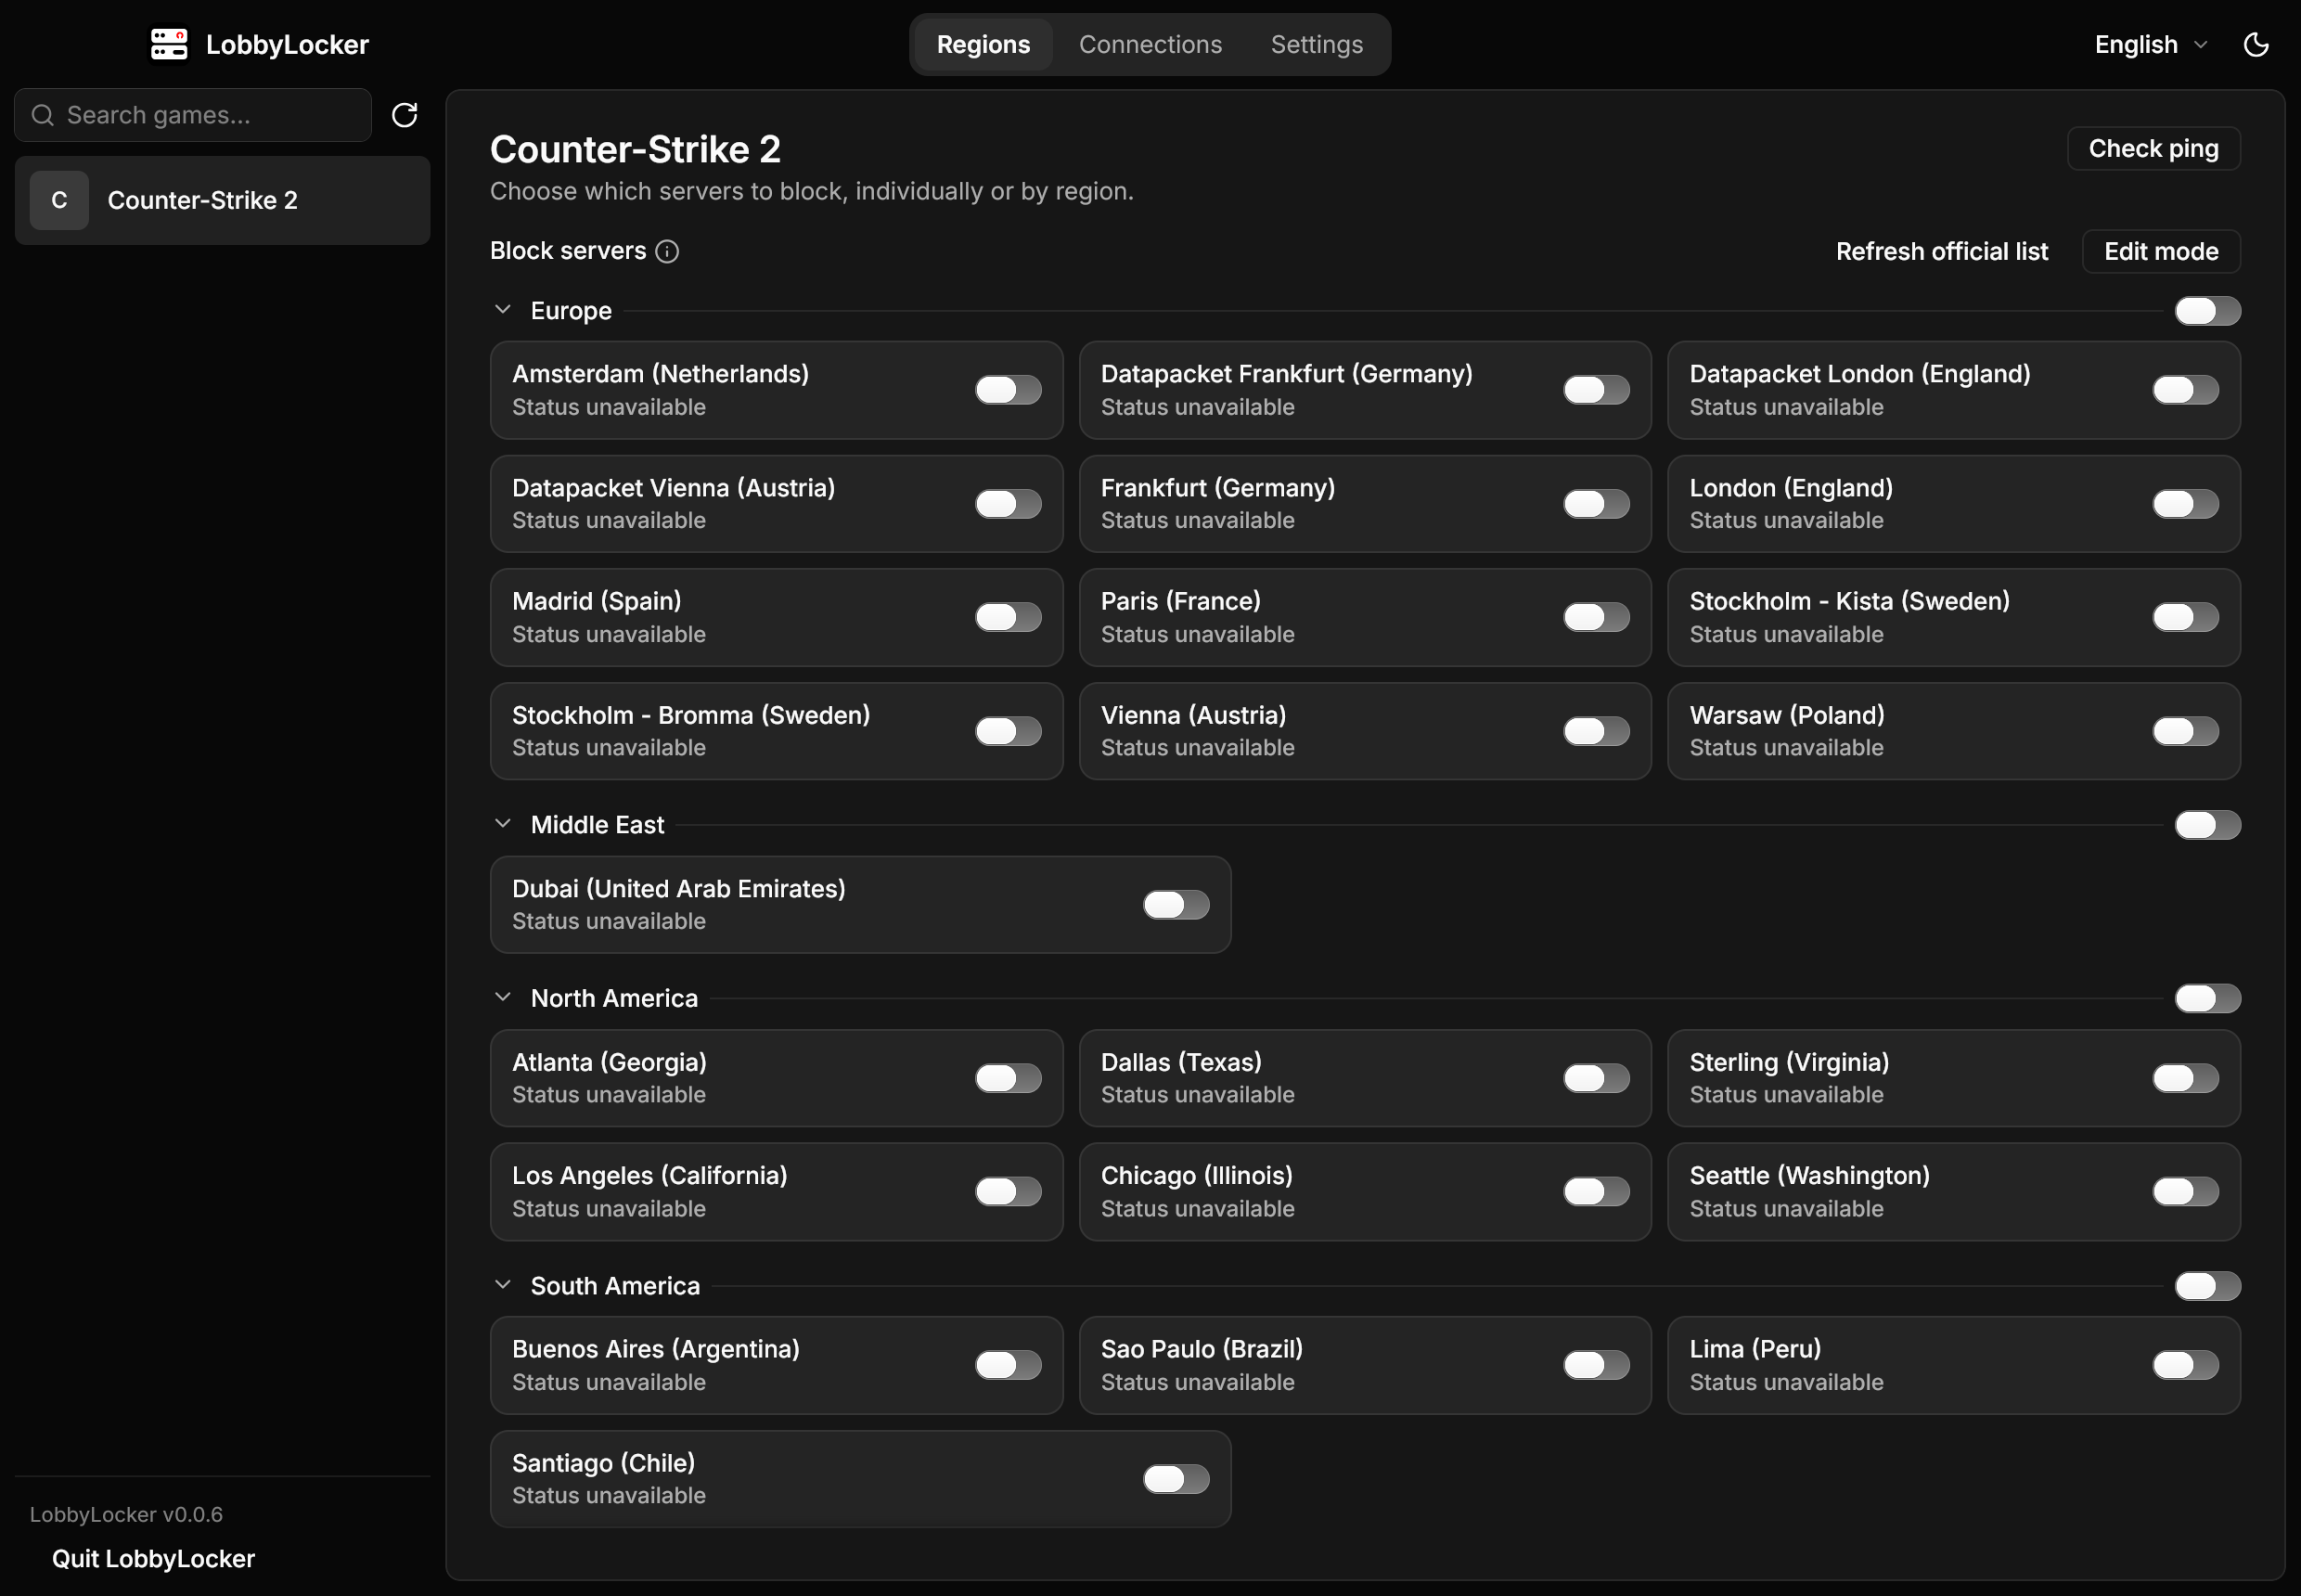 LobbyLocker
Regions
Connections
Settings
English
Search games...
C
Counter-Strike 2
Counter-Strike 2
Check ping
Choose which servers to block, individually or by region.
Block servers
Refresh official list
Edit mode
Europe
Amsterdam (Netherlands)
Status unavailable
Datapacket Frankfurt (Germany)
Status unavailable
Datapacket London (England)
Status unavailable
Datapacket Vienna (Austria)
Status unavailable
Frankfurt (Germany)
Status unavailable
London (England)
Status unavailable
Madrid (Spain)
Status unavailable
Paris (France)
Status unavailable
Stockholm - Kista (Sweden)
Status unavailable
Stockholm - Bromma (Sweden)
Status unavailable
Vienna (Austria)
Status unavailable
Warsaw (Poland)
Status unavailable
Middle East
Dubai (United Arab Emirates)
Status unavailable
North America
Atlanta (Georgia)
Status unavailable
Dallas (Texas)
Status unavailable
Sterling (Virginia)
Status unavailable
Los Angeles (California)
Status unavailable
Chicago (Illinois)
Status unavailable
Seattle (Washington)
Status unavailable
South America
Buenos Aires (Argentina)
Status unavailable
Sao Paulo (Brazil)
Status unavailable
Lima (Peru)
Status unavailable
Santiago (Chile)
Status unavailable
LobbyLocker v0.0.6
Quit LobbyLocker